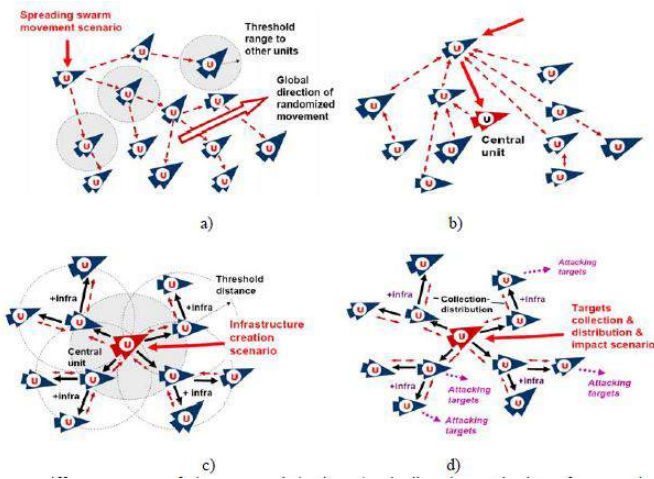 Spreading swarm
movement scenario
U
U
U
U
U
U
U
U
U
U
U
U
U
Threshold
range to
other units
Global
direction of
randomized
movement
a)
U
U
U
U
U
U
Central
unit
U
U
U
U
U
U
b)
U
U
+infra
+infra
Threshold
distance
U
U
U
Central
unit
U
Infrastructure
creation
scenario
U
U
U
U
+infra
+ infra
U
U
c)
U
U
Attacking
targets
+infra
+infra
Collection-
distribution
U
U
U
U
Targets
collection &
distribution &
impact scenario
U
U
U
U
+infra
+infra
Attacking
targets
Attacking
targets
U
U
Attacking
targets
d)